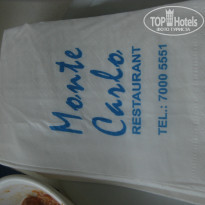 TOP Hotels
ФОТО ТУРИСТА
Monte
Carlo
RESTAURANT
TEL.: 7000 5551